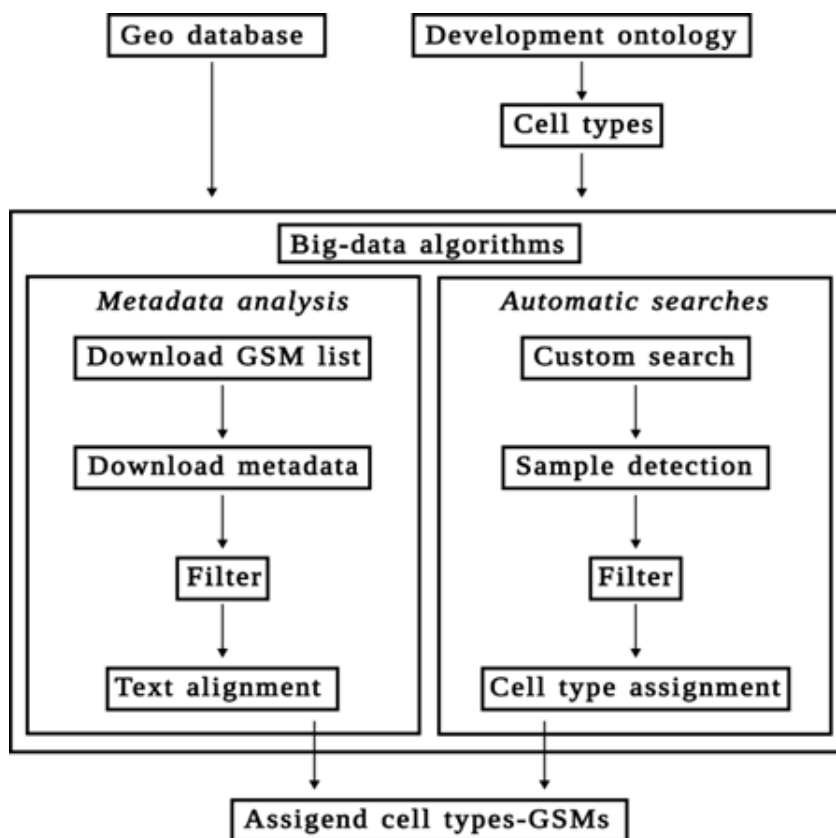 Geo database
Development ontology
Cell types
Big-data algorithms
Metadata analysis
Download GSM list
Download metadata
Filter
Text alignment
Automatic searches
Custom search
Sample detection
Filter
Cell type assignment
Assigend cell types-GSMs